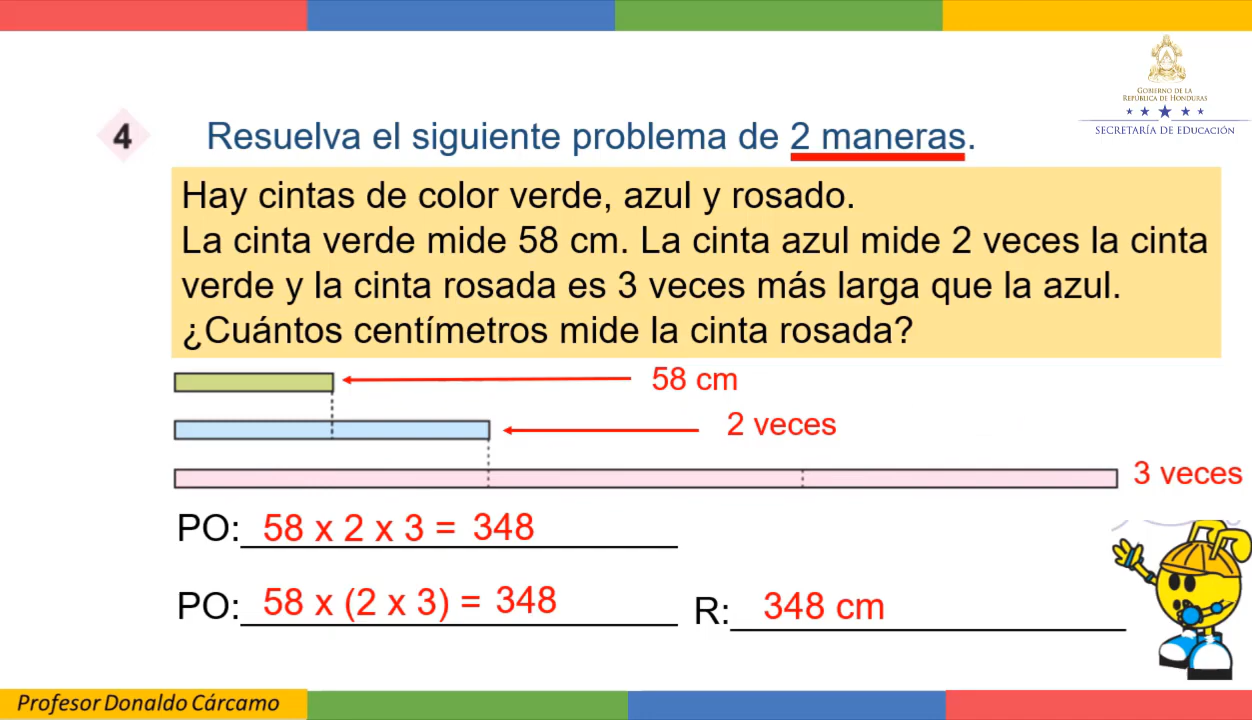 GOBIERNO DE LA
REPÚBLICA DE HONDURAS
SECRETARÍA DE EDUCACIÓN
4 Resuelva el siguiente problema de 2 maneras.
Hay cintas de color verde, azul y rosado.
La cinta verde mide 58 cm. La cinta azul mide 2 veces la cinta
verde y la cinta rosada es 3 veces más larga que la azul.
¿Cuántos centímetros mide la cinta rosada?
58 cm
2 veces
3 veces
PO: 58 x 2 x 3 = 348
PO: 58 x (2 x 3) = 348 R: 348 cm
Profesor Donaldo Cárcamo